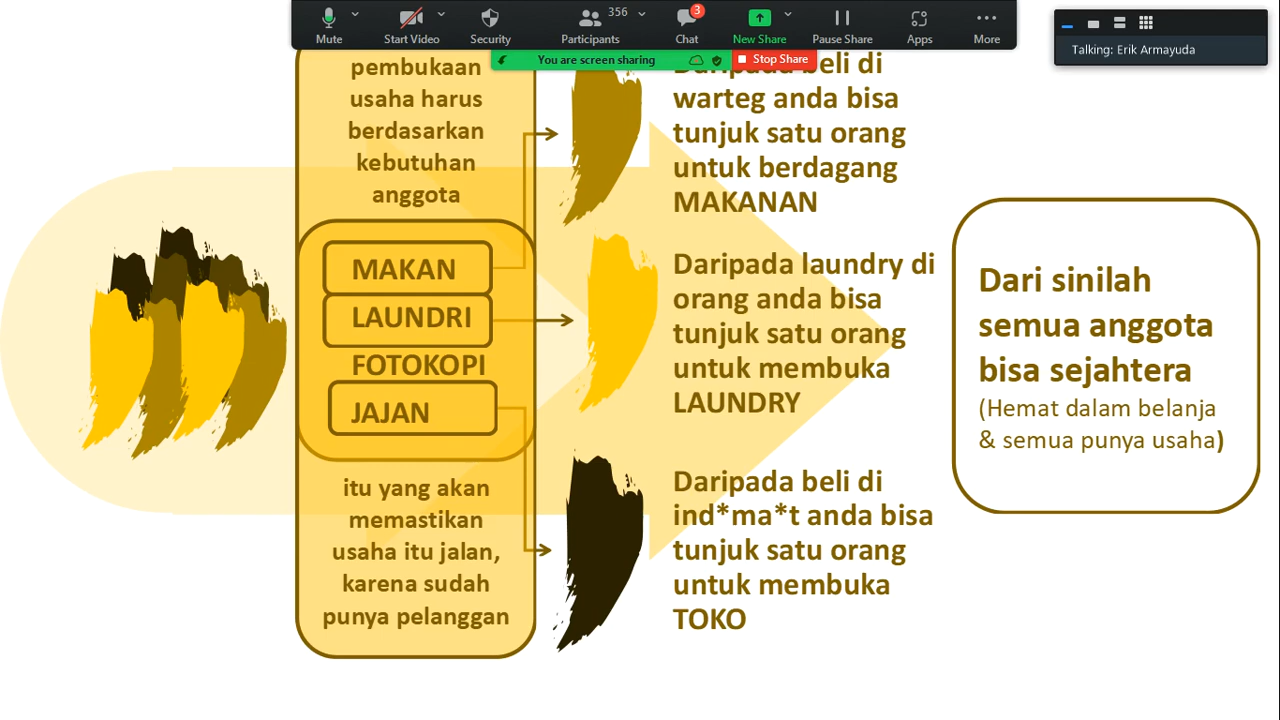 356
3
Mute
Start Video
Security
Participants
Chat
New Share
Pause Share
Apps
More
You are screen sharing
Stop Share
Talking: Erik Armayuda
pembukaan
usaha harus
berdasarkan
kebutuhan
anggota
MAKAN
LAUNDRI
FOTOKOPI
JAJAN
itu yang akan
memastikan
usaha itu jalan,
karena sudah
punya pelanggan
Daripada beli di
warteg anda bisa
tunjuk satu orang
untuk berdagang
MAKANAN
Daripada laundry di
orang anda bisa
tunjuk satu orang
untuk membuka
LAUNDRY
Daripada beli di
ind*ma*t anda bisa
tunjuk satu orang
untuk membuka
TOKO
Dari sinilah
semua anggota
bisa sejahtera
(Hemat dalam belanja
& semua punya usaha)